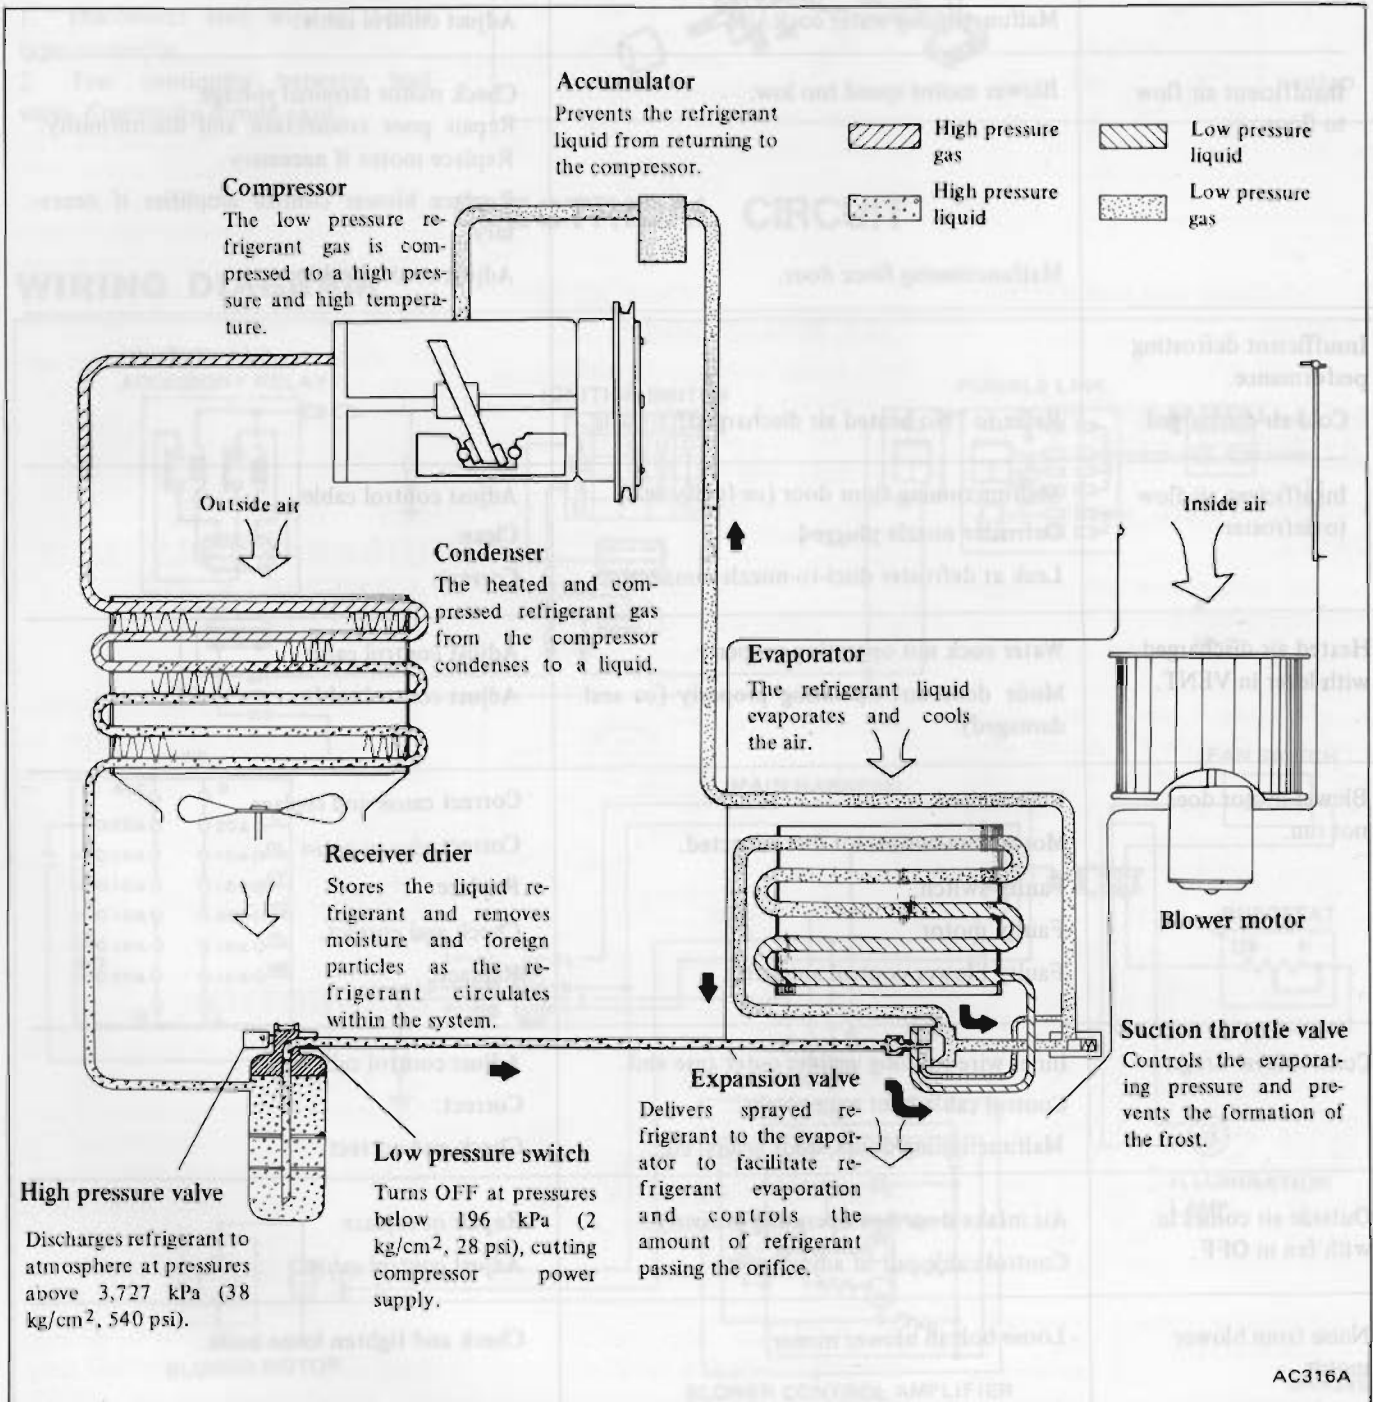 Accumulator
Prevents the refrigerant
liquid from returning to
the compressor.
High pressure
gas
Low pressure
liquid
High pressure
liquid
Low pressure
gas
Compressor
The low pressure re-
frigerant gas is com-
pressed to a high pres-
sure and high tempera-
ture.
Outside air
Inside air
Condenser
The heated and com-
pressed refrigerant gas
from the compressor
condenses to a liquid.
Evaporator
The refrigerant liquid
evaporates and cools
the air.
Receiver drier
Stores the liquid re-
frigerant and removes
moisture and foreign
particles as the re-
frigerant circulates
within the system.
Blower motor
Suction throttle valve
Controls the evaporat-
ing pressure and pre-
vents the formation of
the frost.
Expansion valve
Delivers sprayed re-
frigerant to the evapor-
ator to facilitate re-
frigerant evaporation
and controls the
amount of refrigerant
passing the orifice.
Low pressure switch
Turns OFF at pressures
below 196 kPa (2
kg/cm², 28 psi), cutting
compressor power
supply.
High pressure valve
Discharges refrigerant to
atmosphere at pressures
above 3,727 kPa (38
kg/cm², 540 psi).
AC316A